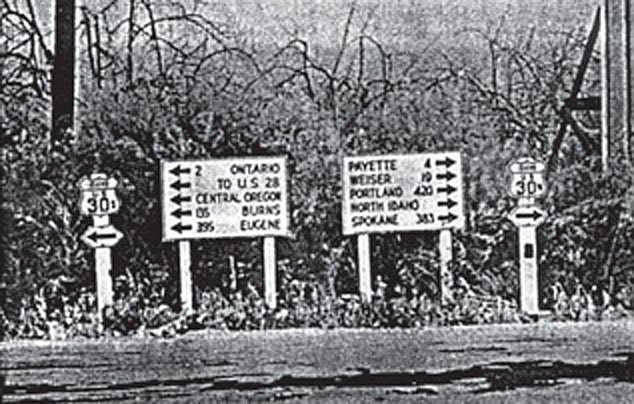 U S
30S
2 ONTARIO
TO U.S. 28
CENTRAL OREGON
135 BURNS
395 EUGENE
PAYETTE 4
WEISER 19
PORTLAND 420
NORTH IDAHO
SPOKANE 383
U S
30N